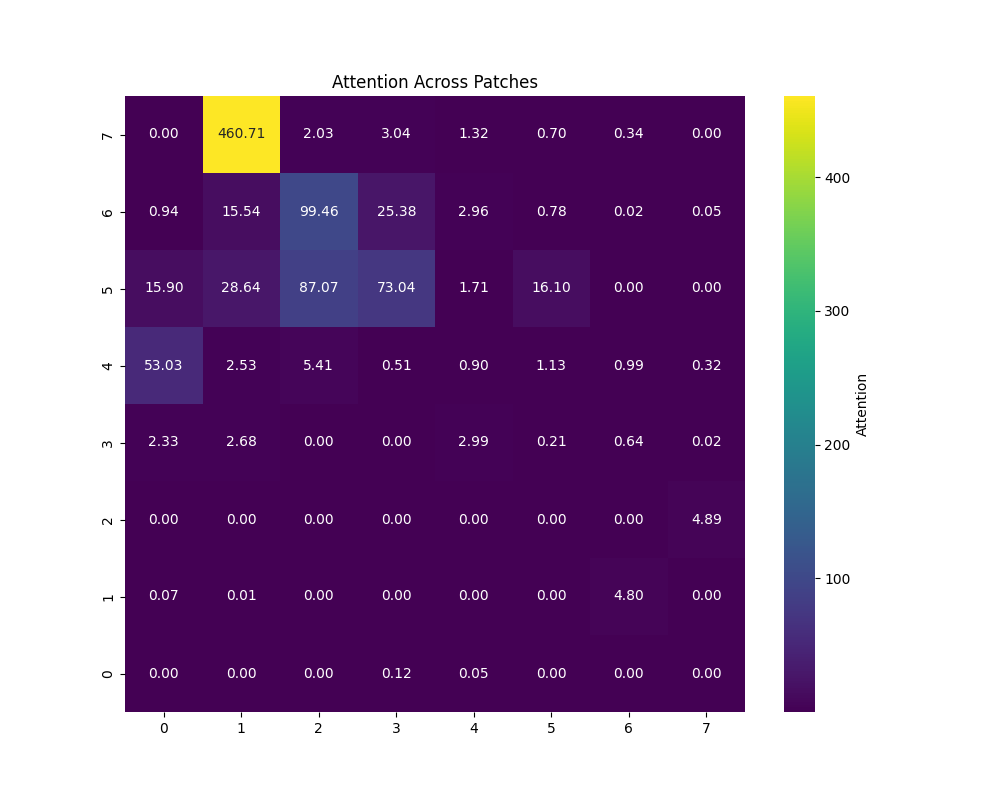 Attention Across Patches
7 0.00 460.71 2.03 3.04 1.32 0.70 0.34 0.00
6 0.94 15.54 99.46 25.38 2.96 0.78 0.02 0.05
5 15.90 28.64 87.07 73.04 1.71 16.10 0.00 0.00
4 53.03 2.53 5.41 0.51 0.90 1.13 0.99 0.32
3 2.33 2.68 0.00 0.00 2.99 0.21 0.64 0.02
2 0.00 0.00 0.00 0.00 0.00 0.00 0.00 4.89
1 0.07 0.01 0.00 0.00 0.00 0.00 4.80 0.00
0 0.00 0.00 0.00 0.12 0.05 0.00 0.00 0.00
0 1 2 3 4 5 6 7
400
300
200
100
Attention